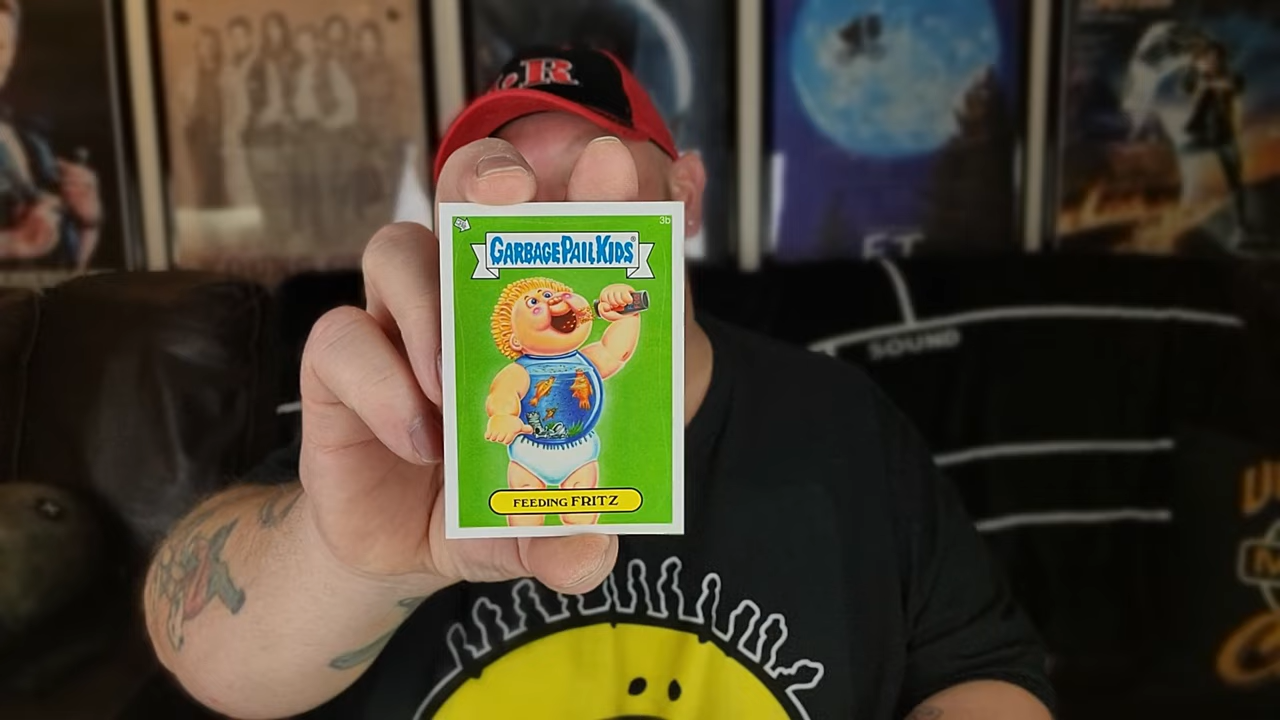 R
E.T.
3b
GARBAGE PAIL KIDS®
SOUND
FEEDING FRITZ